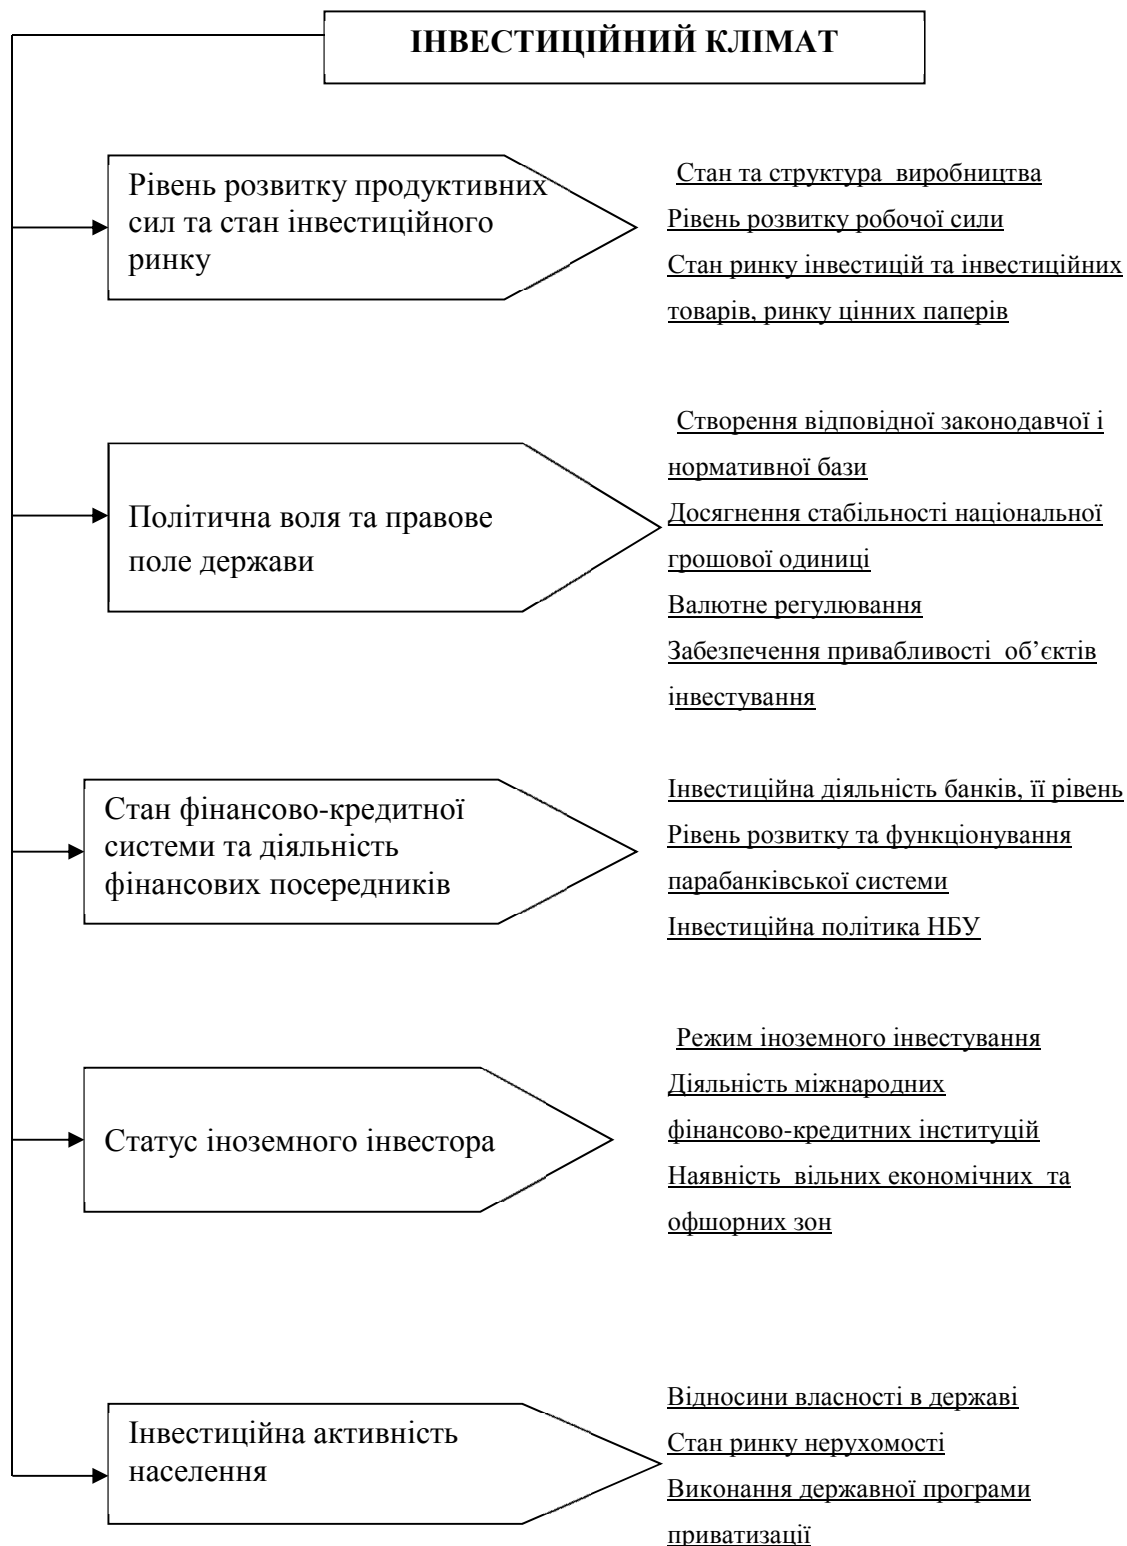 ІНВЕСТИЦІЙНИЙ КЛІМАТ
Рівень розвитку продуктивних
сил та стан інвестиційного
ринку
Стан та структура  виробництва
Рівень розвитку робочої сили
Стан ринку інвестицій та інвестиційних
товарів, ринку цінних паперів
Політична воля та правове
поле держави
Створення відповідної законодавчої і
нормативної бази
Досягнення стабільності національної
грошової одиниці
Валютне регулювання
Забезпечення привабливості  об’єктів
інвестування
Стан фінансово-кредитної
системи та діяльність
фінансових посередників
Інвестиційна діяльність банків, її рівень
Рівень розвитку та функціонування
парабанківської системи
Інвестиційна політика НБУ
Статус іноземного інвестора
Режим іноземного інвестування
Діяльність міжнародних
фінансово-кредитних інституцій
Наявність  вільних економічних  та
офшорних зон
Інвестиційна активність
населення
Відносини власності в державі
Стан ринку нерухомості
Виконання державної програми
приватизації